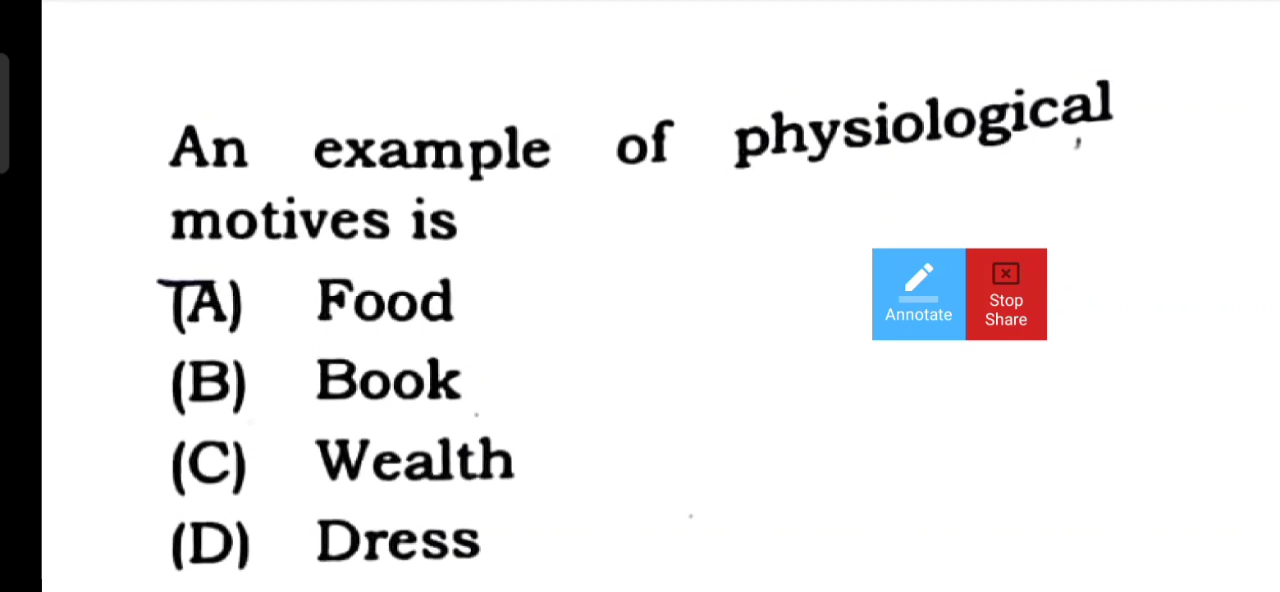 An example of physiological
motives is
(A) Food
(B) Book
(C) Wealth
(D) Dress
Annotate
Stop
Share